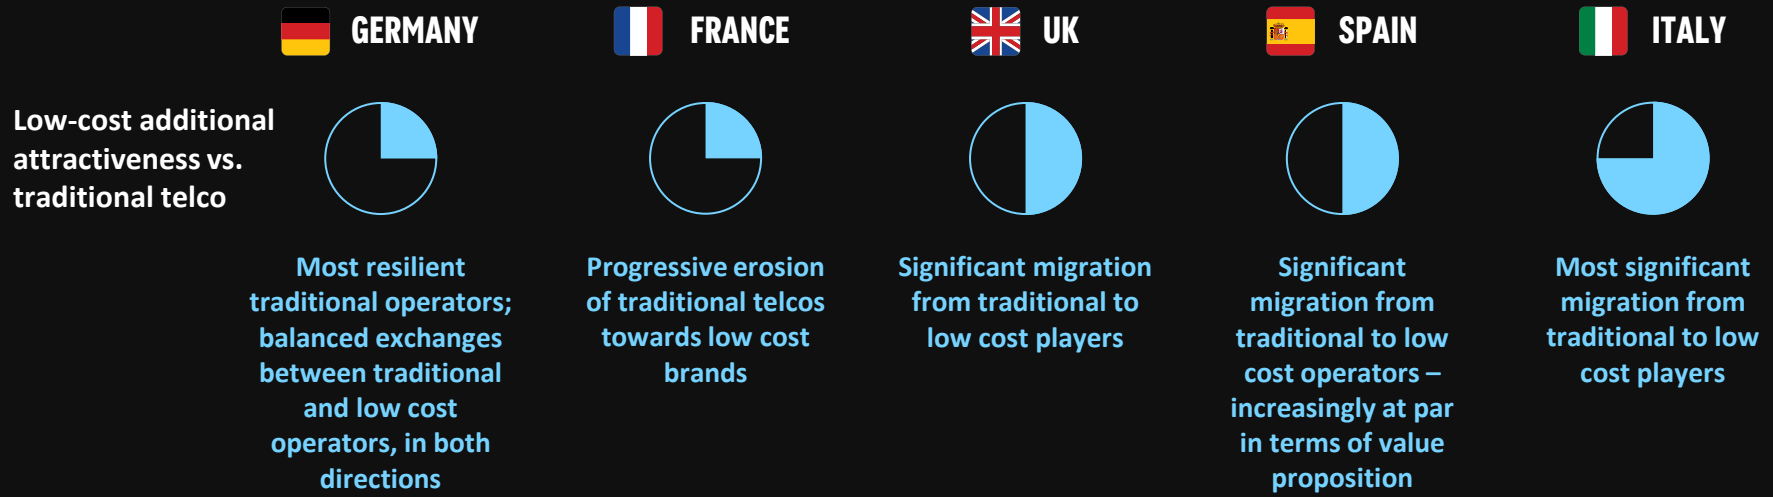 GERMANY
FRANCE
UK
SPAIN
ITALY
Low-cost additional
attractiveness vs.
traditional telco
Most resilient
traditional operators;
balanced exchanges
between traditional
and low cost
operators, in both
directions
Progressive erosion
of traditional telcos
towards low cost
brands
Significant migration
from traditional to
low cost players
Significant
migration from
traditional to low
cost operators –
increasingly at par
in terms of value
proposition
Most significant
migration from
traditional to low
cost players